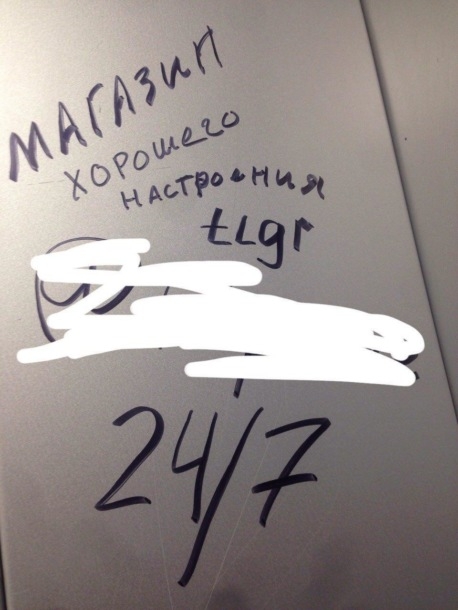 МАГАЗИН
ХОРОШЕГО
НАСТРОЕНИЯ
tLgr
24/7